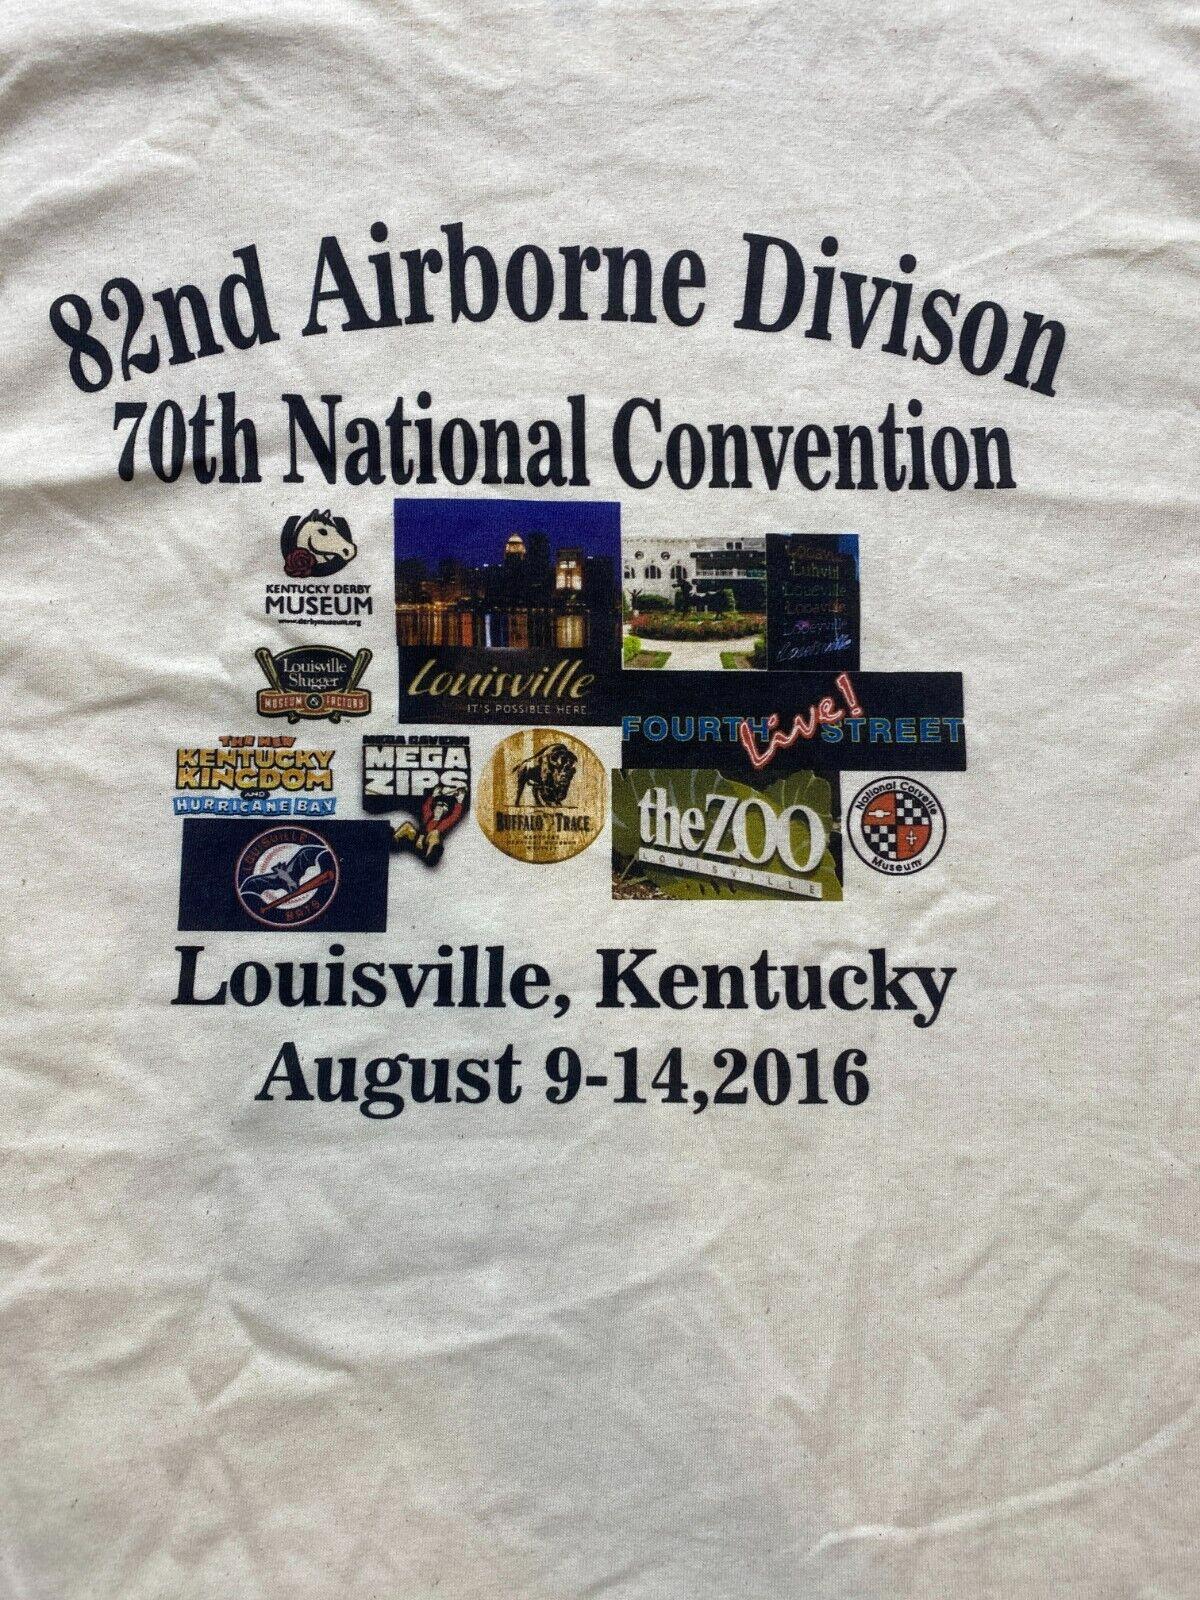 82nd Airborne Divison
70th National Convention
KENTUCKY DERBY
MUSEUM
www.derbymuseum.org
Louisville
IT'S POSSIBLE HERE
Louisville
Slugger
MUSEUM & FACTORY
FOURTH Live! STREET
THE NEW
KENTUCKY
KINGDOM
AND
HURRICANE BAY
MEGA CAVERN
MEGA
ZIPS
BUFFALO TRACE
theZOO
LOUISVILLE
National Corvette
Museum
LOUISVILLE
BATS
Louisville, Kentucky
August 9-14,2016